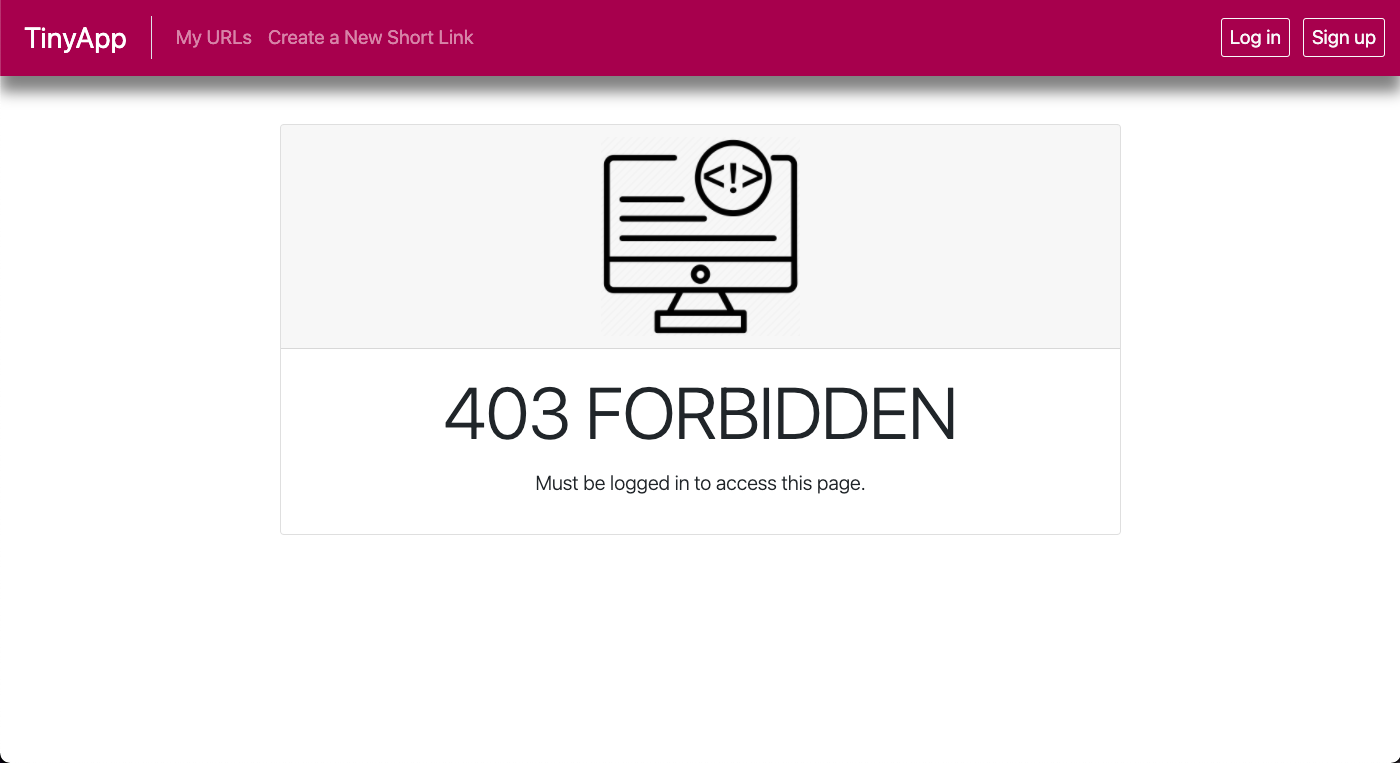 TinyApp My URLs Create a New Short Link Log in Sign up
<!>
403 FORBIDDEN
Must be logged in to access this page.